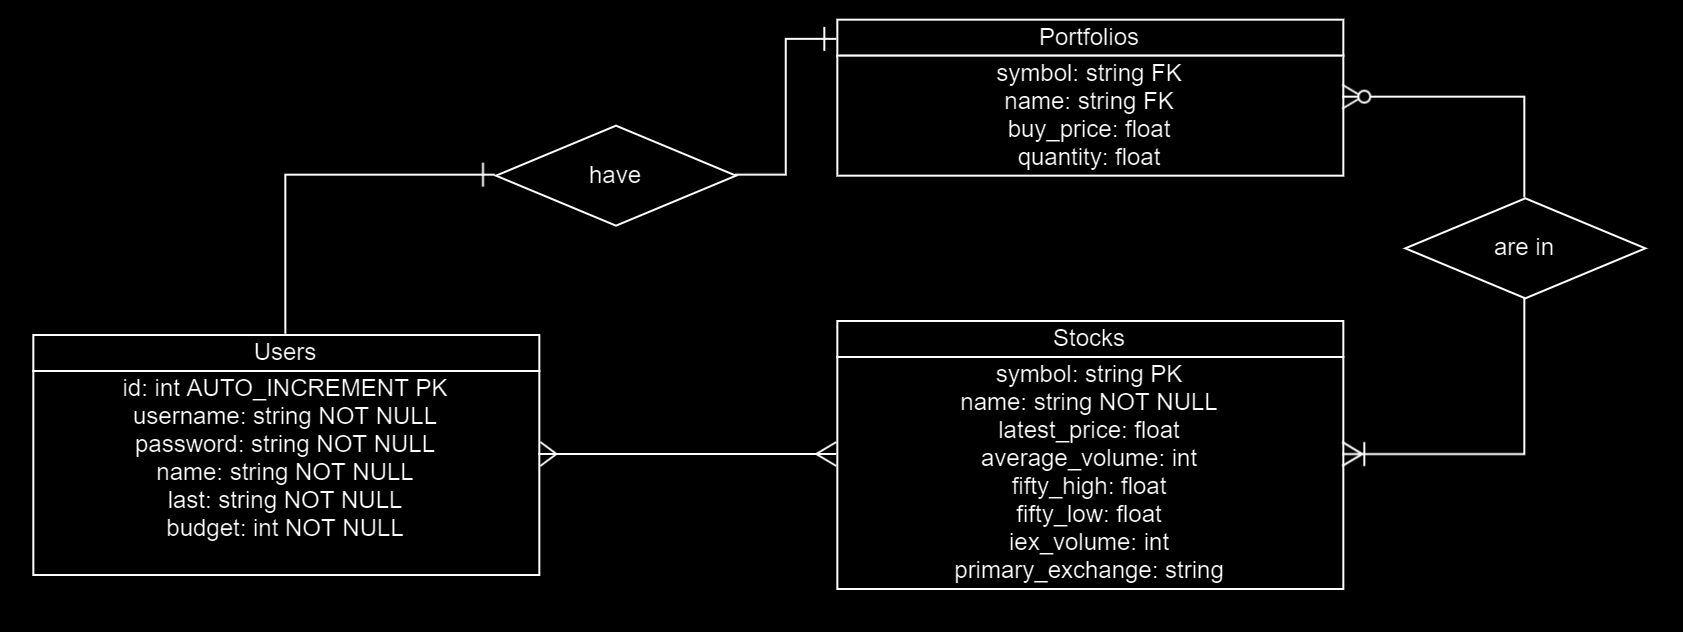 Portfolios
symbol: string FK
name: string FK
buy_price: float
quantity: float
have
are in
Users
id: int AUTO_INCREMENT PK
username: string NOT NULL
password: string NOT NULL
name: string NOT NULL
last: string NOT NULL
budget: int NOT NULL
Stocks
symbol: string PK
name: string NOT NULL
latest_price: float
average_volume: int
fifty_high: float
fifty_low: float
iex_volume: int
primary_exchange: string